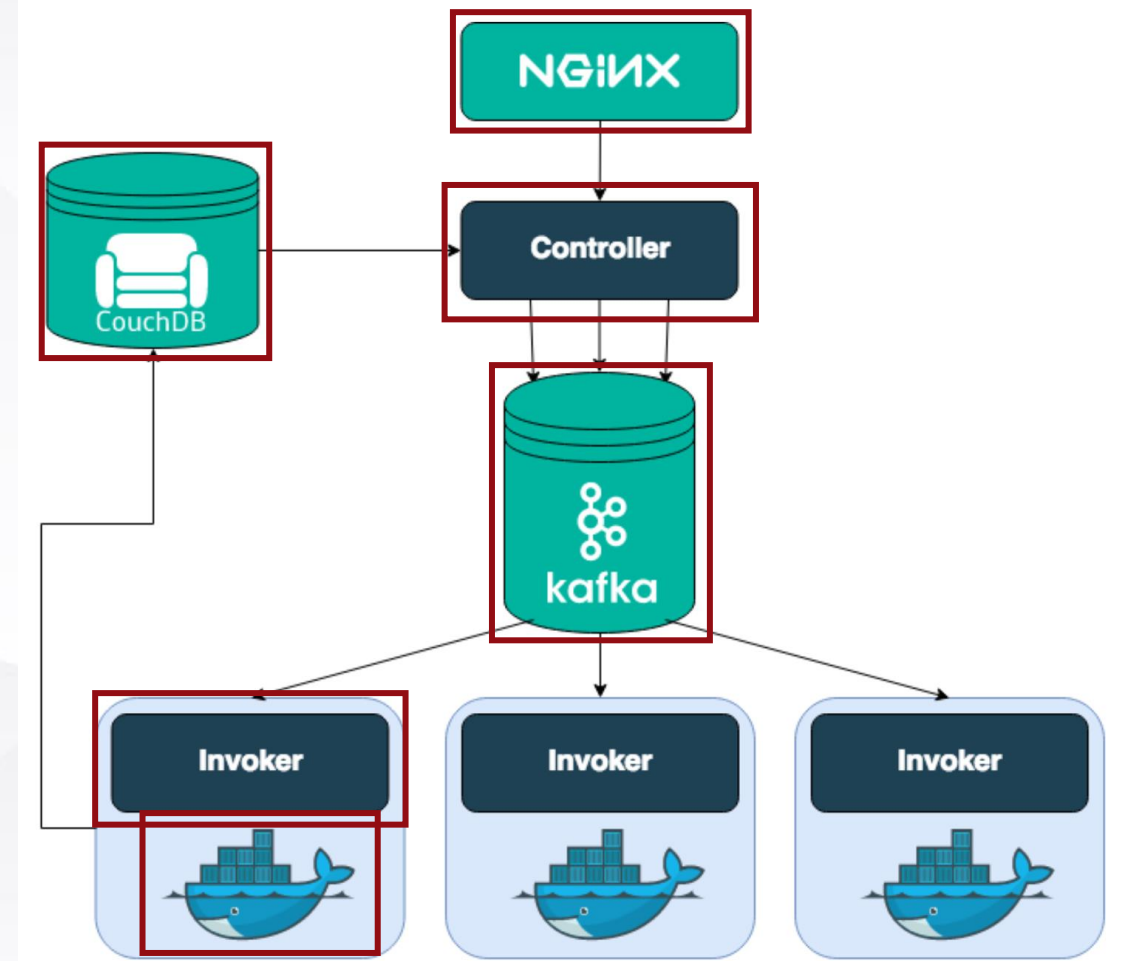 NGiNX
Controller
CouchDB
kafka
Invoker
Invoker
Invoker